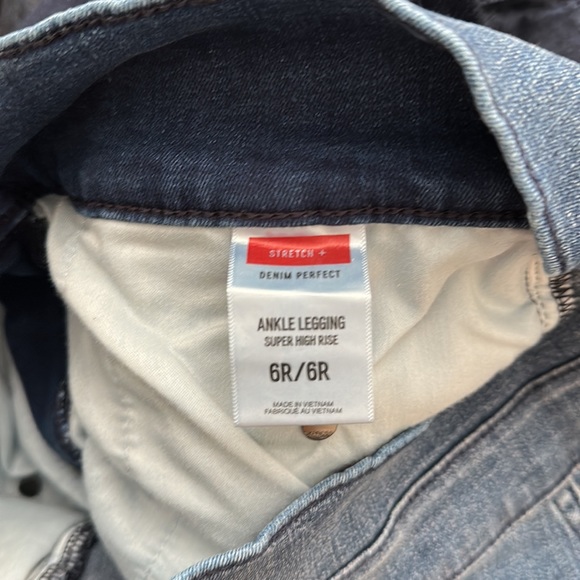 STRETCH +
DENIM PERFECT
ANKLE LEGGING
SUPER HIGH RISE
6R/6R
MADE IN VIETNAM
FABRIQUÉ AU VIETNAM